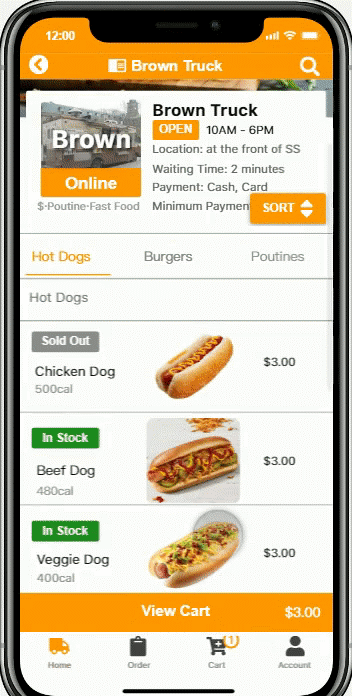 12:00
Brown Truck
Brown
Online
$·Poutine·Fast Food
Brown Truck
OPEN 10AM - 6PM
Location: at the front of SS
Waiting Time: 2 minutes
Payment: Cash, Card
Minimum Payment
SORT
Hot Dogs Burgers Poutines
Hot Dogs
Sold Out
Chicken Dog
500cal
$3.00
In Stock
Beef Dog
480cal
$3.00
In Stock
Veggie Dog
400cal
$3.00
View Cart $3.00
1
Home Order Cart Account